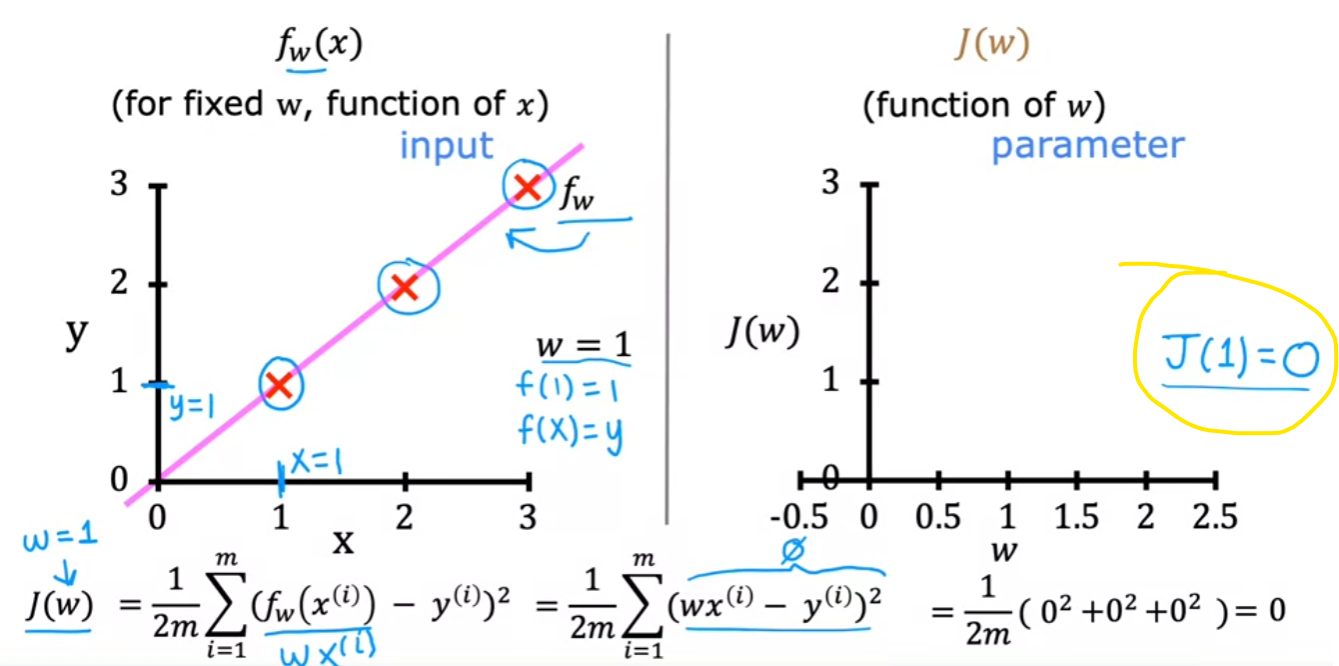 f_w(x)
(for fixed w, function of x)
input
3
2
1
0
y
y=1
x=1
f_w
w = 1
f(1)=1
f(x)=y
0 1 2 3
x
J(w)
(function of w)
parameter
3
2
1
0
J(w)
J(1)=0
-0.5 0 0.5 1 1.5 2 2.5
w
w=1
J(w) = \frac{1}{2m} \sum_{i=1}^{m} (f_w(x^{(i)}) - y^{(i)})^2 = \frac{1}{2m} \sum_{i=1}^{m} (wx^{(i)} - y^{(i)})^2 = \frac{1}{2m} ( 0^2 +0^2 +0^2 )= 0
wx^{(i)}
∅